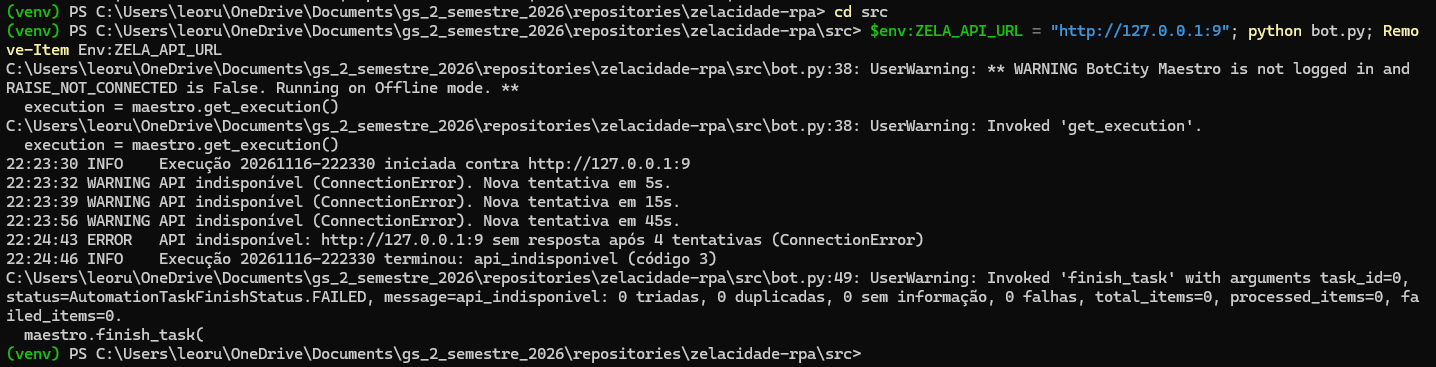 (venv) PS C:\Users\leoru\OneDrive\Documents\gs_2_semestre_2026\repositories\zelacidade-rpa> cd src
(venv) PS C:\Users\leoru\OneDrive\Documents\gs_2_semestre_2026\repositories\zelacidade-rpa\src> $env:ZELA_API_URL = "http://127.0.0.1:9"; python bot.py; Remo
ve-Item Env:ZELA_API_URL
C:\Users\leoru\OneDrive\Documents\gs_2_semestre_2026\repositories\zelacidade-rpa\src\bot.py:38: UserWarning: ** WARNING BotCity Maestro is not logged in and
RAISE_NOT_CONNECTED is False. Running on Offline mode. **
  execution = maestro.get_execution()
C:\Users\leoru\OneDrive\Documents\gs_2_semestre_2026\repositories\zelacidade-rpa\src\bot.py:38: UserWarning: Invoked 'get_execution'.
  execution = maestro.get_execution()
22:23:30 INFO    Execução 20261116-222330 iniciada contra http://127.0.0.1:9
22:23:32 WARNING API indisponível (ConnectionError). Nova tentativa em 5s.
22:23:39 WARNING API indisponível (ConnectionError). Nova tentativa em 15s.
22:23:56 WARNING API indisponível (ConnectionError). Nova tentativa em 45s.
22:24:43 ERROR   API indisponível: http://127.0.0.1:9 sem resposta após 4 tentativas (ConnectionError)
22:24:46 INFO    Execução 20261116-222330 terminou: api_indisponivel (código 3)
C:\Users\leoru\OneDrive\Documents\gs_2_semestre_2026\repositories\zelacidade-rpa\src\bot.py:49: UserWarning: Invoked 'finish_task' with arguments task_id=0,
status=AutomationTaskFinishStatus.FAILED, message=api_indisponivel: 0 triadas, 0 duplicadas, 0 sem informação, 0 falhas, total_items=0, processed_items=0, fa
iled_items=0.
  maestro.finish_task(
(venv) PS C:\Users\leoru\OneDrive\Documents\gs_2_semestre_2026\repositories\zelacidade-rpa\src>